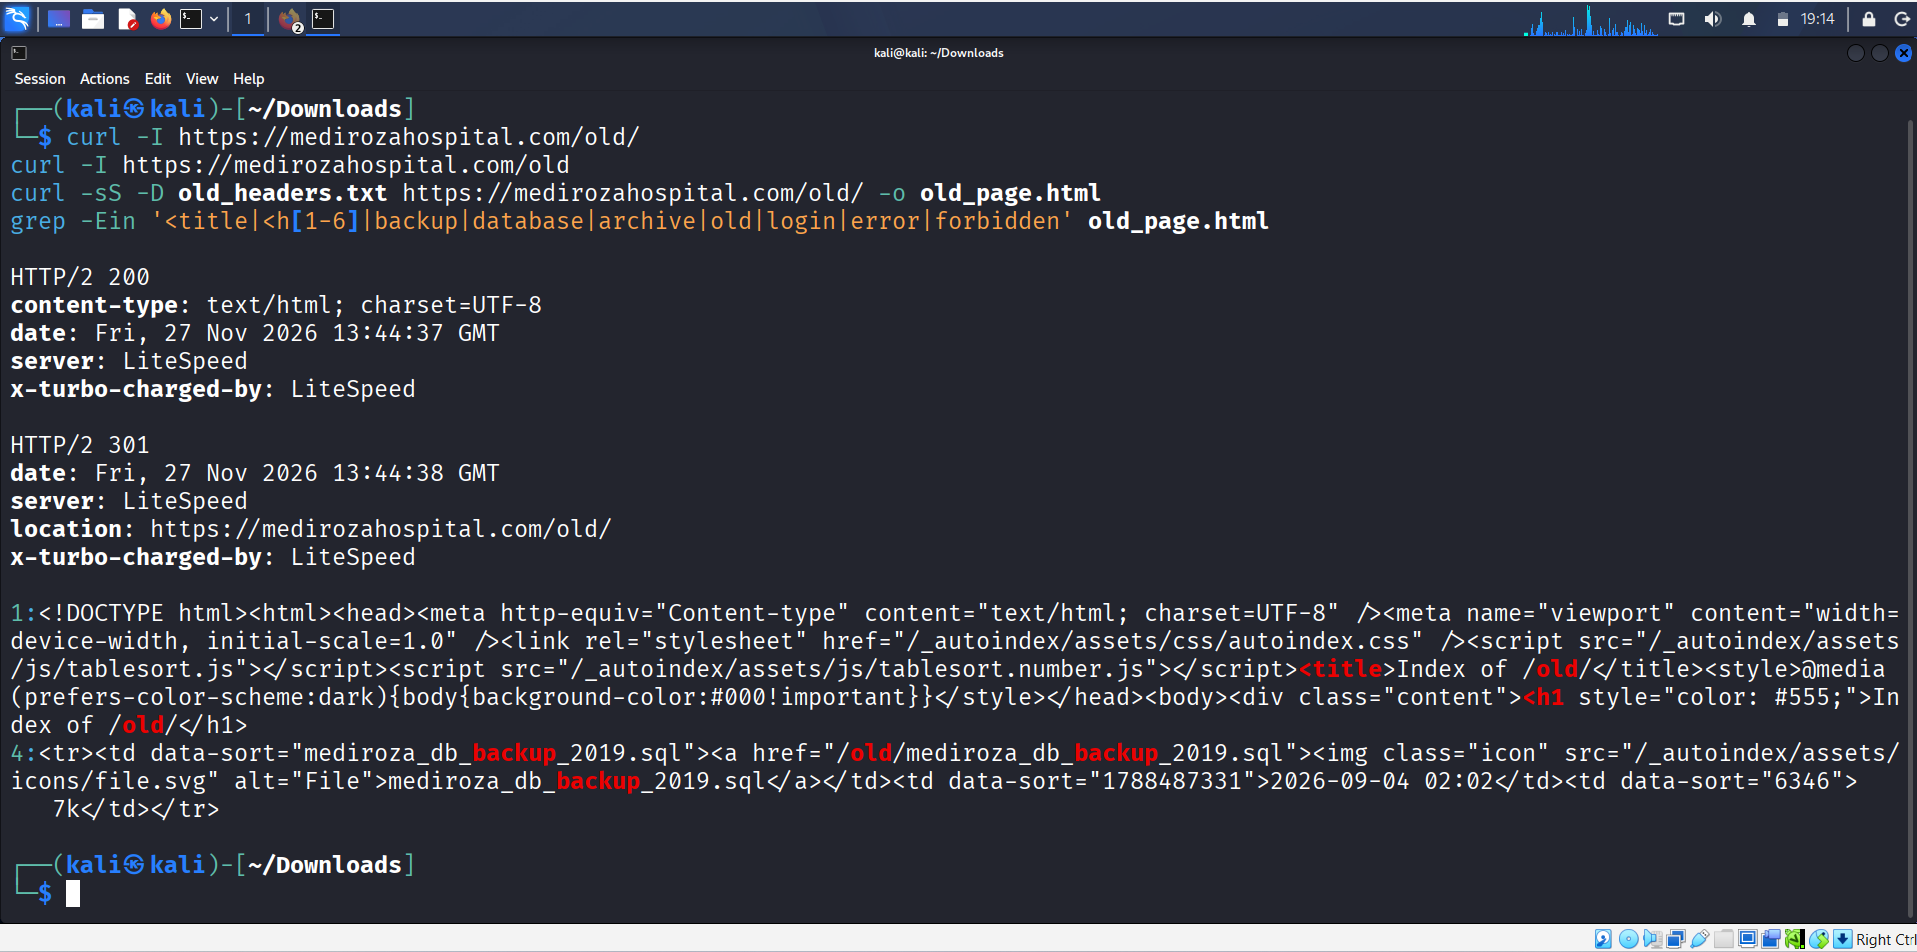 1
2
19:14
kali@kali: ~/Downloads
Session Actions Edit View Help
┌──(kali㉿kali)-[~/Downloads]
└─$ curl -I https://medirozahospital.com/old/
curl -I https://medirozahospital.com/old
curl -sS -D old_headers.txt https://medirozahospital.com/old/ -o old_page.html
grep -Ein '<title|<h[1-6]|backup|database|archive|old|login|error|forbidden' old_page.html
HTTP/2 200
content-type: text/html; charset=UTF-8
date: Fri, 27 Nov 2026 13:44:37 GMT
server: LiteSpeed
x-turbo-charged-by: LiteSpeed
HTTP/2 301
date: Fri, 27 Nov 2026 13:44:38 GMT
server: LiteSpeed
location: https://medirozahospital.com/old/
x-turbo-charged-by: LiteSpeed
1:<!DOCTYPE html><html><head><meta http-equiv="Content-type" content="text/html; charset=UTF-8" /><meta name="viewport" content="width=
device-width, initial-scale=1.0" /><link rel="stylesheet" href="/_autoindex/assets/css/autoindex.css" /><script src="/_autoindex/assets
/js/tablesort.js"></script><script src="/_autoindex/assets/js/tablesort.number.js"></script><title>Index of /old/</title><style>@media
(prefers-color-scheme:dark){body{background-color:#000!important}}</style></head><body><div class="content"><h1 style="color: #555;">In
dex of /old/</h1>
4:<tr><td data-sort="mediroza_db_backup_2019.sql"><a href="/old/mediroza_db_backup_2019.sql"><img class="icon" src="/_autoindex/assets/
icons/file.svg" alt="File">mediroza_db_backup_2019.sql</a></td><td data-sort="1788487331">2026-09-04 02:02</td><td data-sort="6346">
7k</td></tr>
┌──(kali㉿kali)-[~/Downloads]
└─$
Right Ctrl